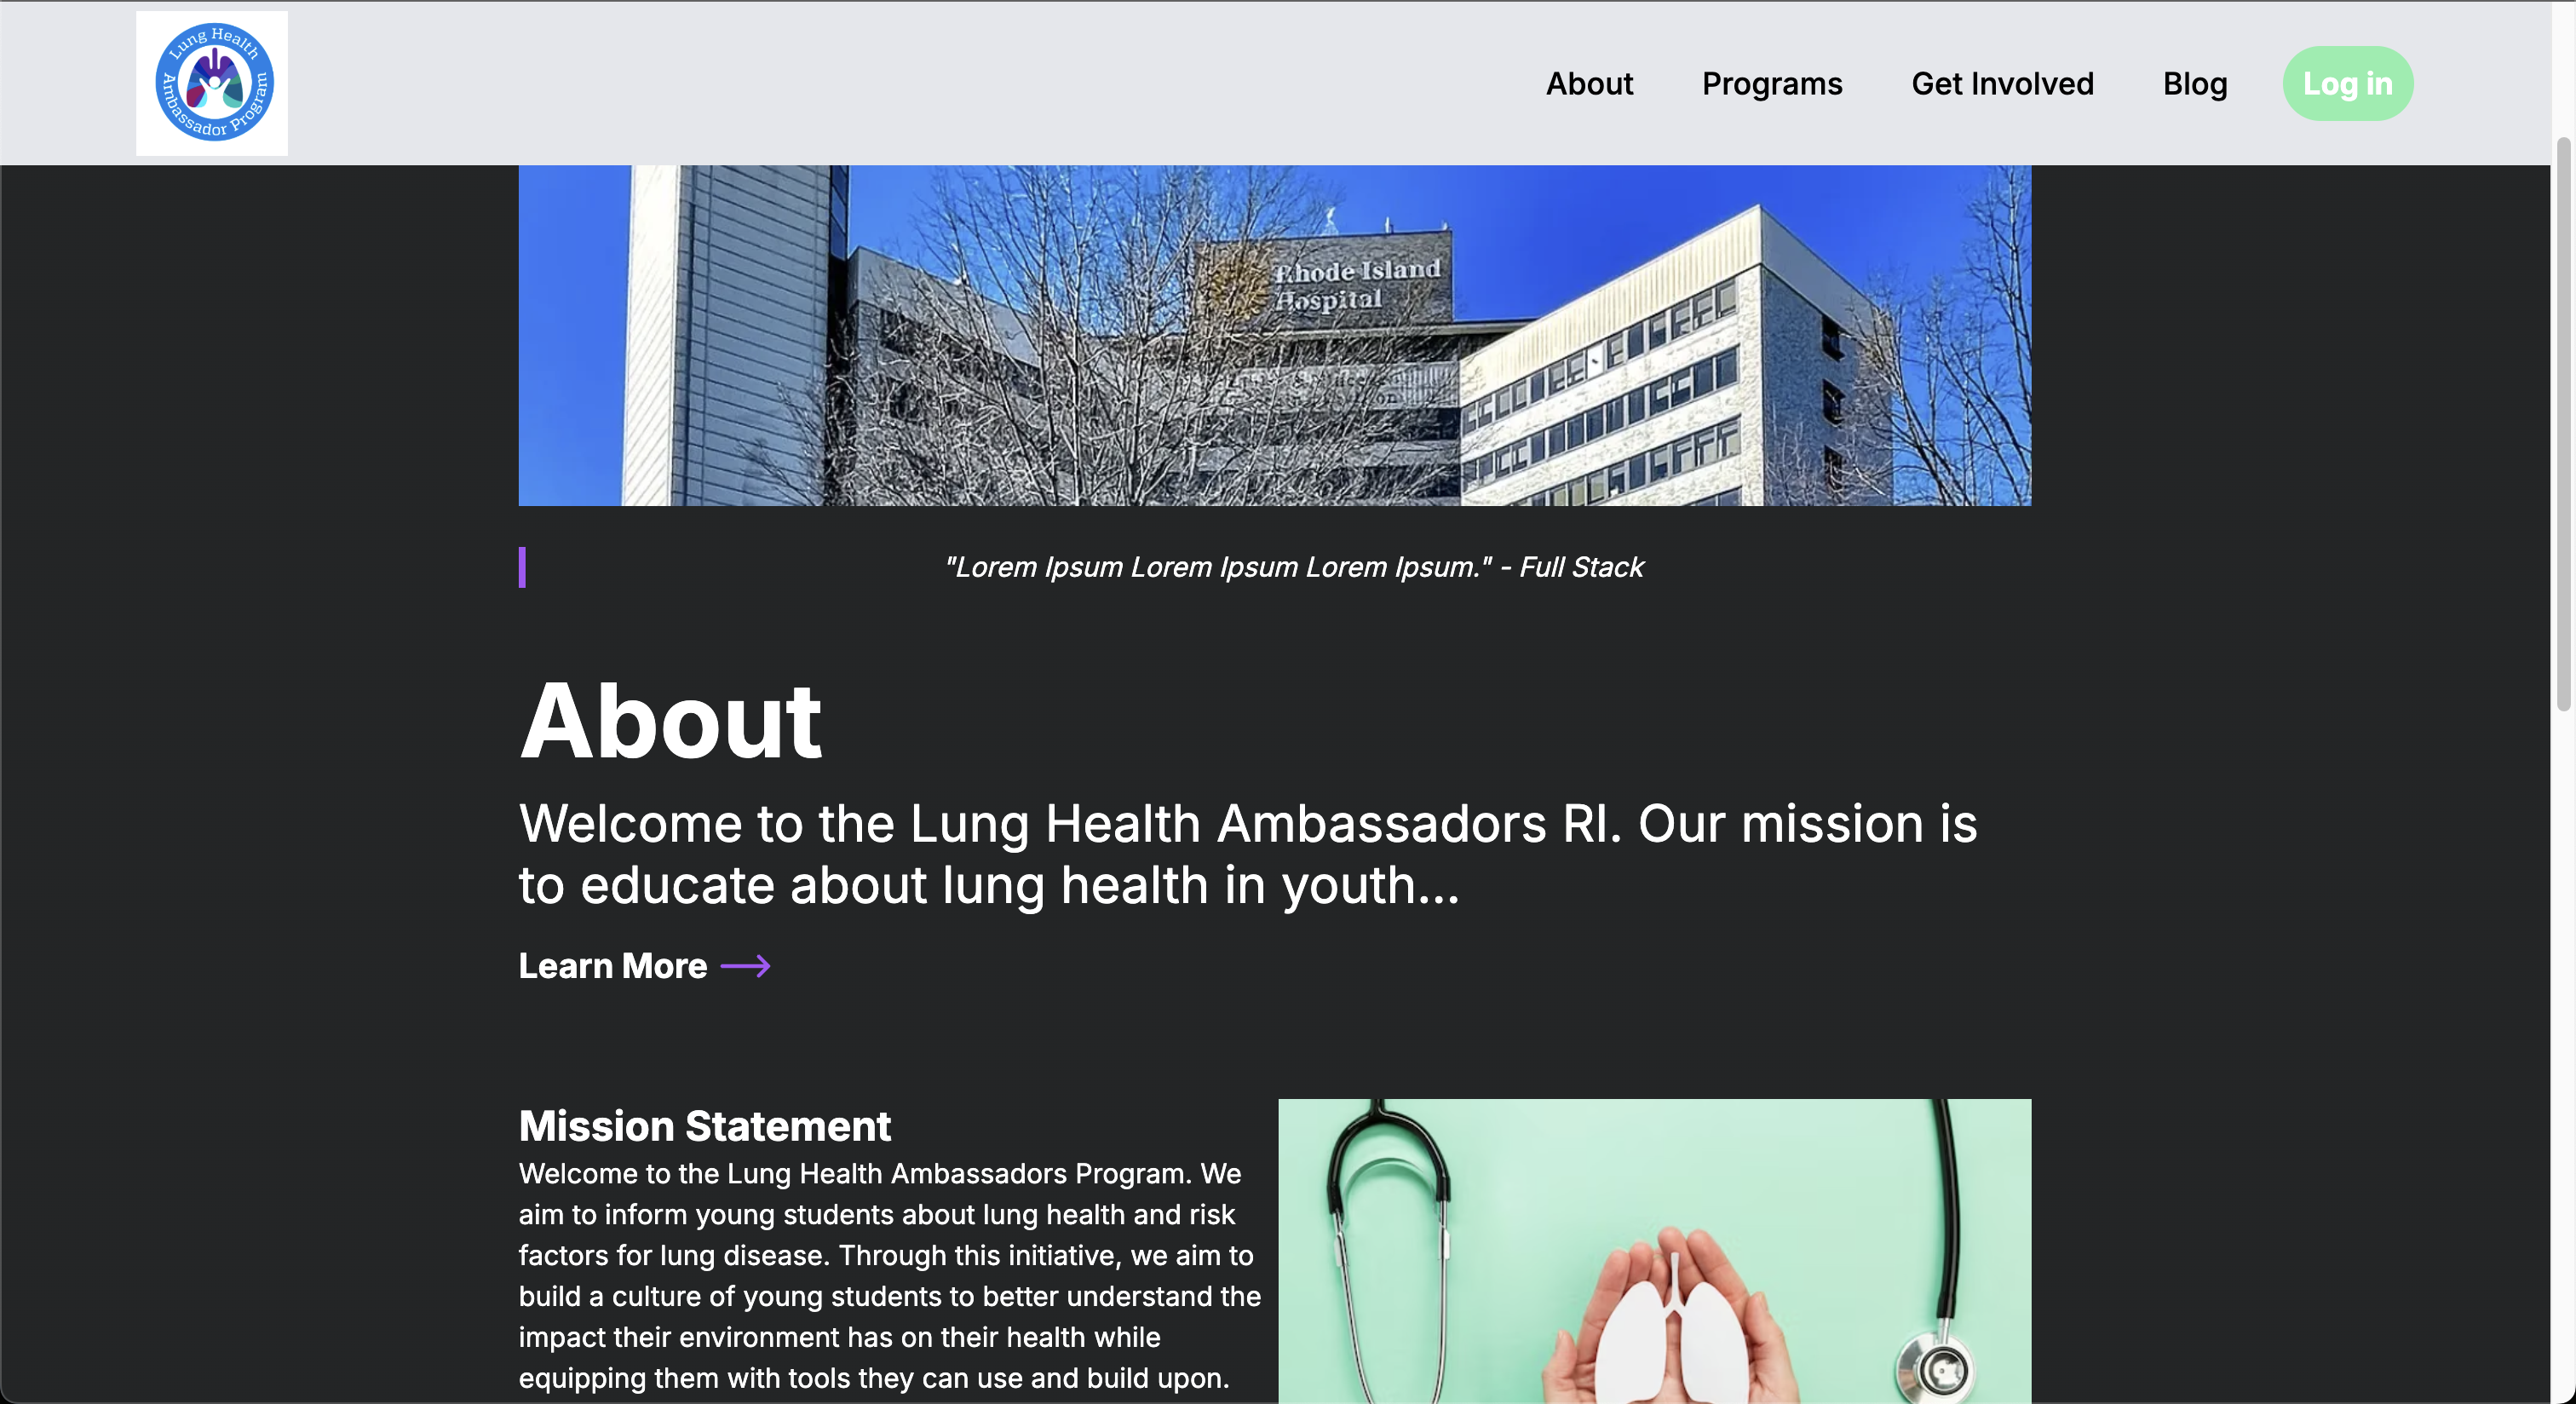 Lung Health
Ambassador Program
About Programs Get Involved Blog Log in
Rhode Island
Hospital
"Lorem Ipsum Lorem Ipsum Lorem Ipsum." - Full Stack
About
Welcome to the Lung Health Ambassadors RI. Our mission is
to educate about lung health in youth...
Learn More
Mission Statement
Welcome to the Lung Health Ambassadors Program. We
aim to inform young students about lung health and risk
factors for lung disease. Through this initiative, we aim to
build a culture of young students to better understand the
impact their environment has on their health while
equipping them with tools they can use and build upon.